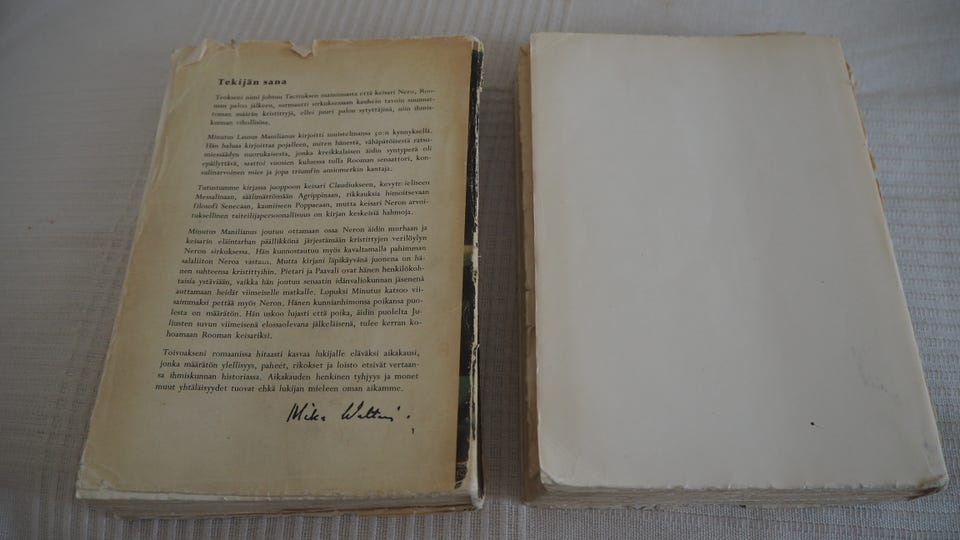 Tekijän sana
Teokseni nimi johtuu Tacituksen maininnasta että keisari Nero, Roo-
man palon jälkeen, surmautti sirkuksessaan kauhein tavoin suunnat-
toman määrän kristittyjä, ellei juuri palon sytyttäjinä, niin ihmis-
kunnan vihollisina.
Minutus Lausus Manilianus kirjoitti muistelmansa 50:n kynnyksellä.
Hän haluaa kirjoittaa pojalleen, miten hänestä, vähäpätöisestä ratsu-
miessäädyn nuorukaisesta, jonka kreikkalaisen äidin syntyperä oli
epäilyttävä, saattoi vuosien kuluessa tulla Rooman senaattori, kon-
sulinarvoinen mies ja jopa triumfin ansiomerkin kantaja.
Tutustumme kirjassa juoppoon keisari Claudiukseen, kevytmieliseen
Messalinaan, säälimättömään Agrippinaan, rikkauksia himoitsevaan
filosofi Senecaan, kauniiseen Poppaeaan, mutta keisari Neron arvoi-
tuksellinen taiteilijapersoonallisuus on kirjan keskeisiä hahmoja.
Minutus Manilianus joutuu ottamaan osaa Neron äidin murhaan ja
keisarin eläintarhan päällikkönä järjestämään kristittyjen verilöylyn
Neron sirkuksessa. Hän kunnostautuu myös kavaltamalla pahimman
salaliiton Neroa vastaan. Mutta kirjani läpikäyvänä juonena on hä-
nen suhteensa kristittyihin. Pietari ja Paavali ovat hänen henkilökoh-
taisia ystäviään, vaikka hän joutuu senaatin idänvaliokunnan jäsenenä
auttamaan heidät viimeiselle matkalle. Lopuksi Minutus katsoo vii-
saimmaksi pettää myös Neron. Hänen kunnianhimonsa poikansa puo-
lesta on määrätön. Hän uskoo lujasti että poika, äidin puolelta Ju-
liusten suvun viimeisenä elossaolevana jälkeläisenä, tulee kerran ko-
hoamaan Rooman keisariksi.
Toivoakseni romaanissa hitaasti kasvaa lukijalle eläväksi aikakausi,
jonka määrätön ylellisyys, paheet, rikokset ja loisto etsivät vertaan-
sa ihmiskunnan historiassa. Aikakauden henkinen tyhjyys ja monet
muut yhtäläisyydet tuovat ehkä lukijan mieleen oman aikamme.
Mika Waltari.